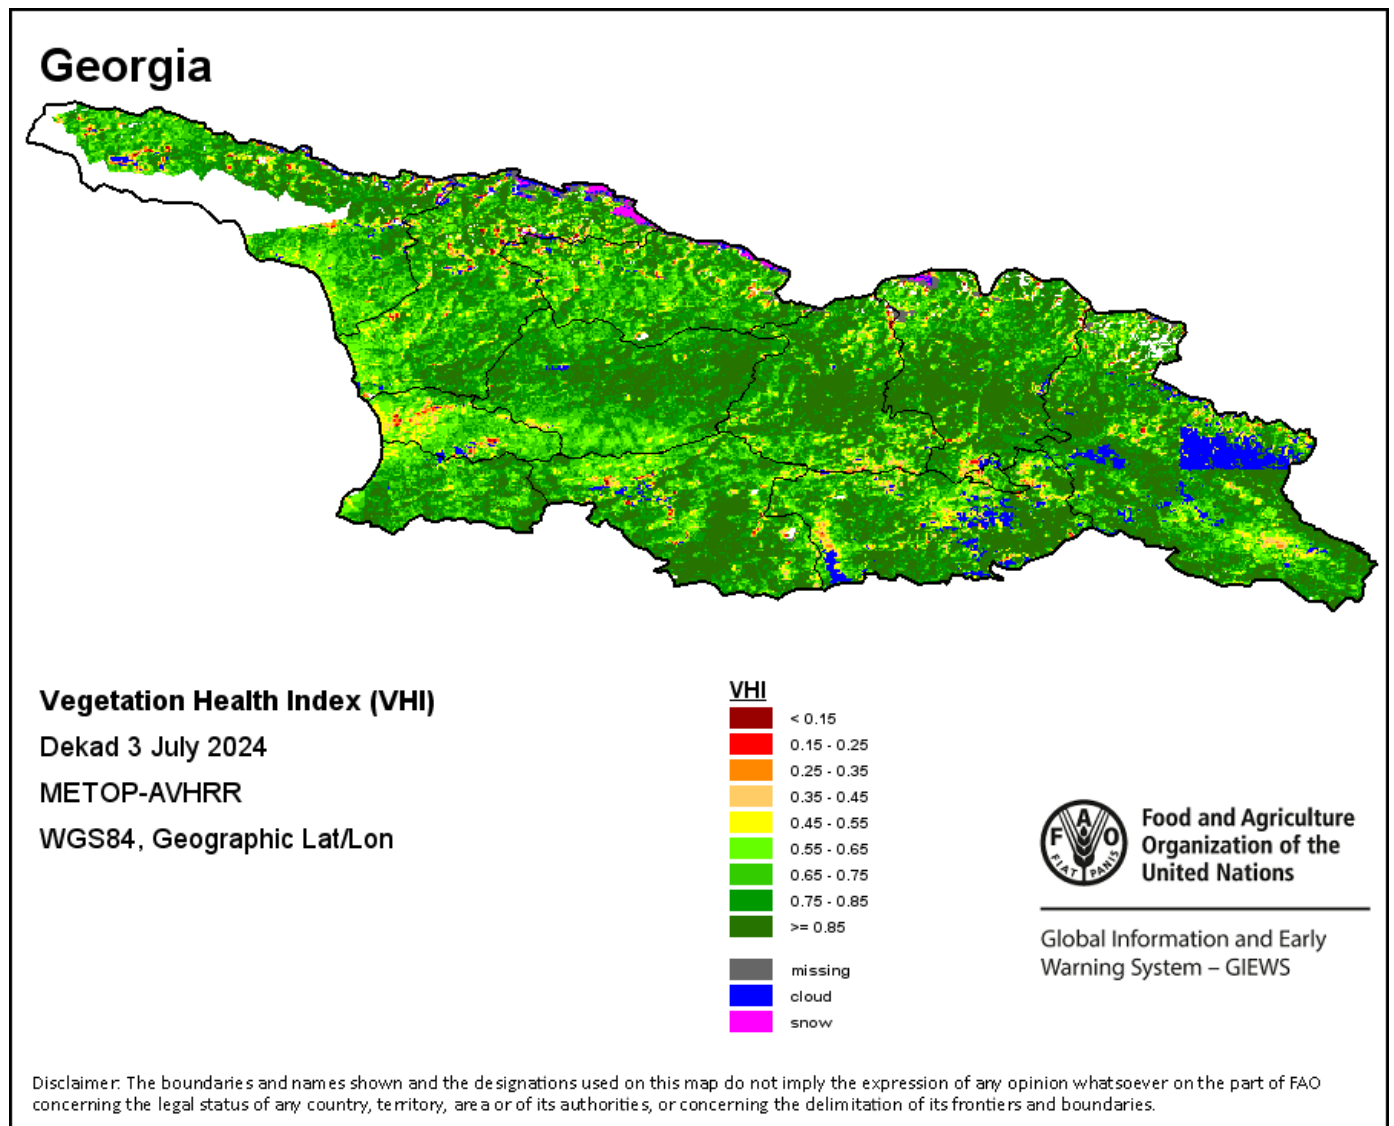 Georgia
Vegetation Health Index (VHI)
Dekad 3 July 2024
METOP-AVHRR
WGS84, Geographic Lat/Lon
VHI
< 0.15
0.15 - 0.25
0.25 - 0.35
0.35 - 0.45
0.45 - 0.55
0.55 - 0.65
0.65 - 0.75
0.75 - 0.85
>= 0.85
missing
cloud
snow
F A O
FIAT PANIS
Food and Agriculture
Organization of the
United Nations
Global Information and Early
Warning System – GIEWS
Disclaimer: The boundaries and names shown and the designations used on this map do not imply the expression of any opinion whatsoever on the part of FAO
concerning the legal status of any country, territory, area or of its authorities, or concerning the delimitation of its frontiers and boundaries.